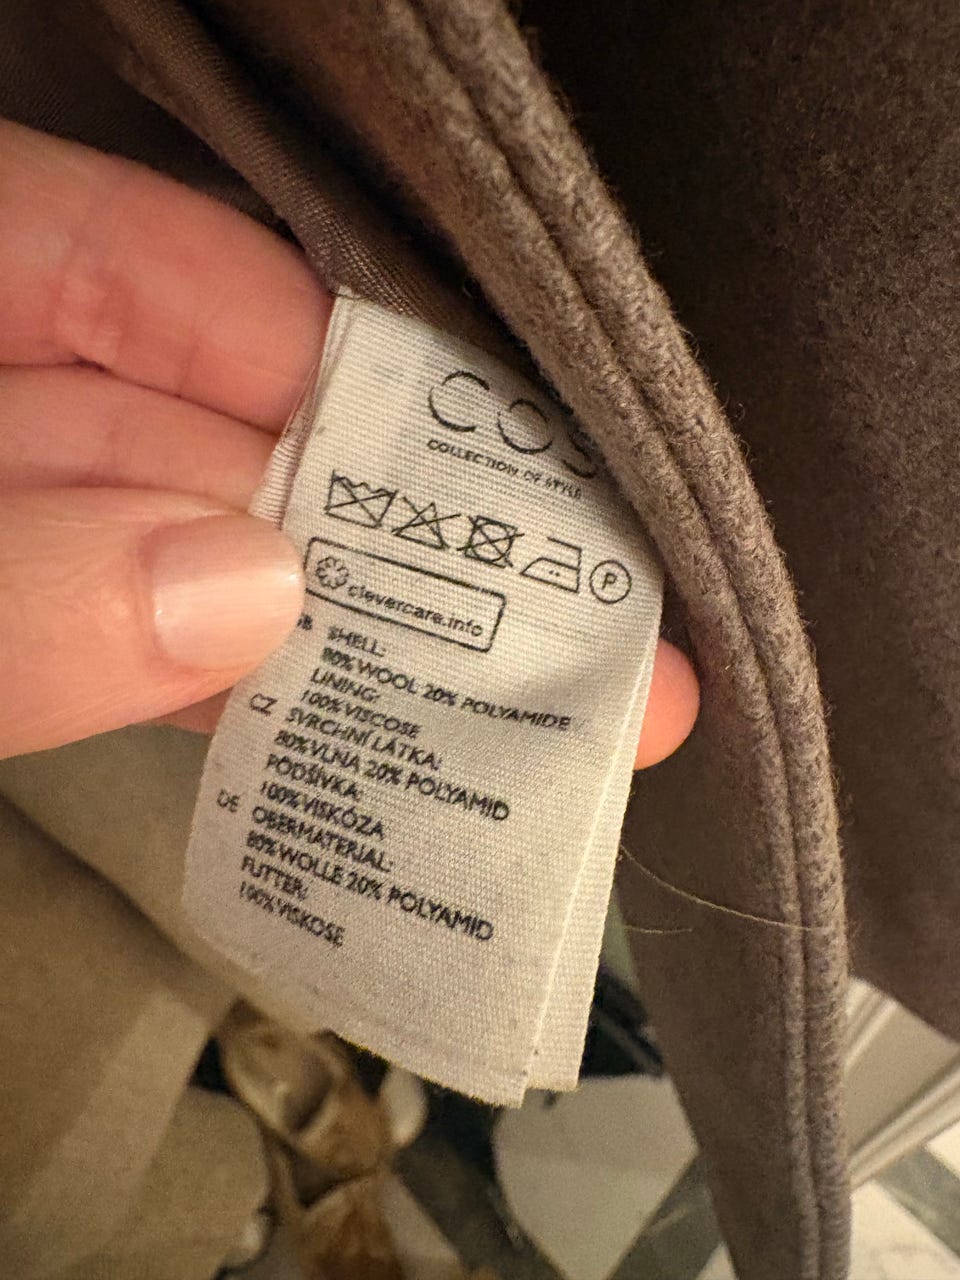 COS
COLLECTION OF STYLE
P
clevercare.info
GB SHELL:
80% WOOL 20% POLYAMIDE
LINING:
100% VISCOSE
CZ SVRCHNÍ LÁTKA:
80% VLNA 20% POLYAMID
PODŠÍVKA:
100% VISKÓZA
DE OBERMATERIAL:
80% WOLLE 20% POLYAMID
FUTTER:
100% VISKOSE